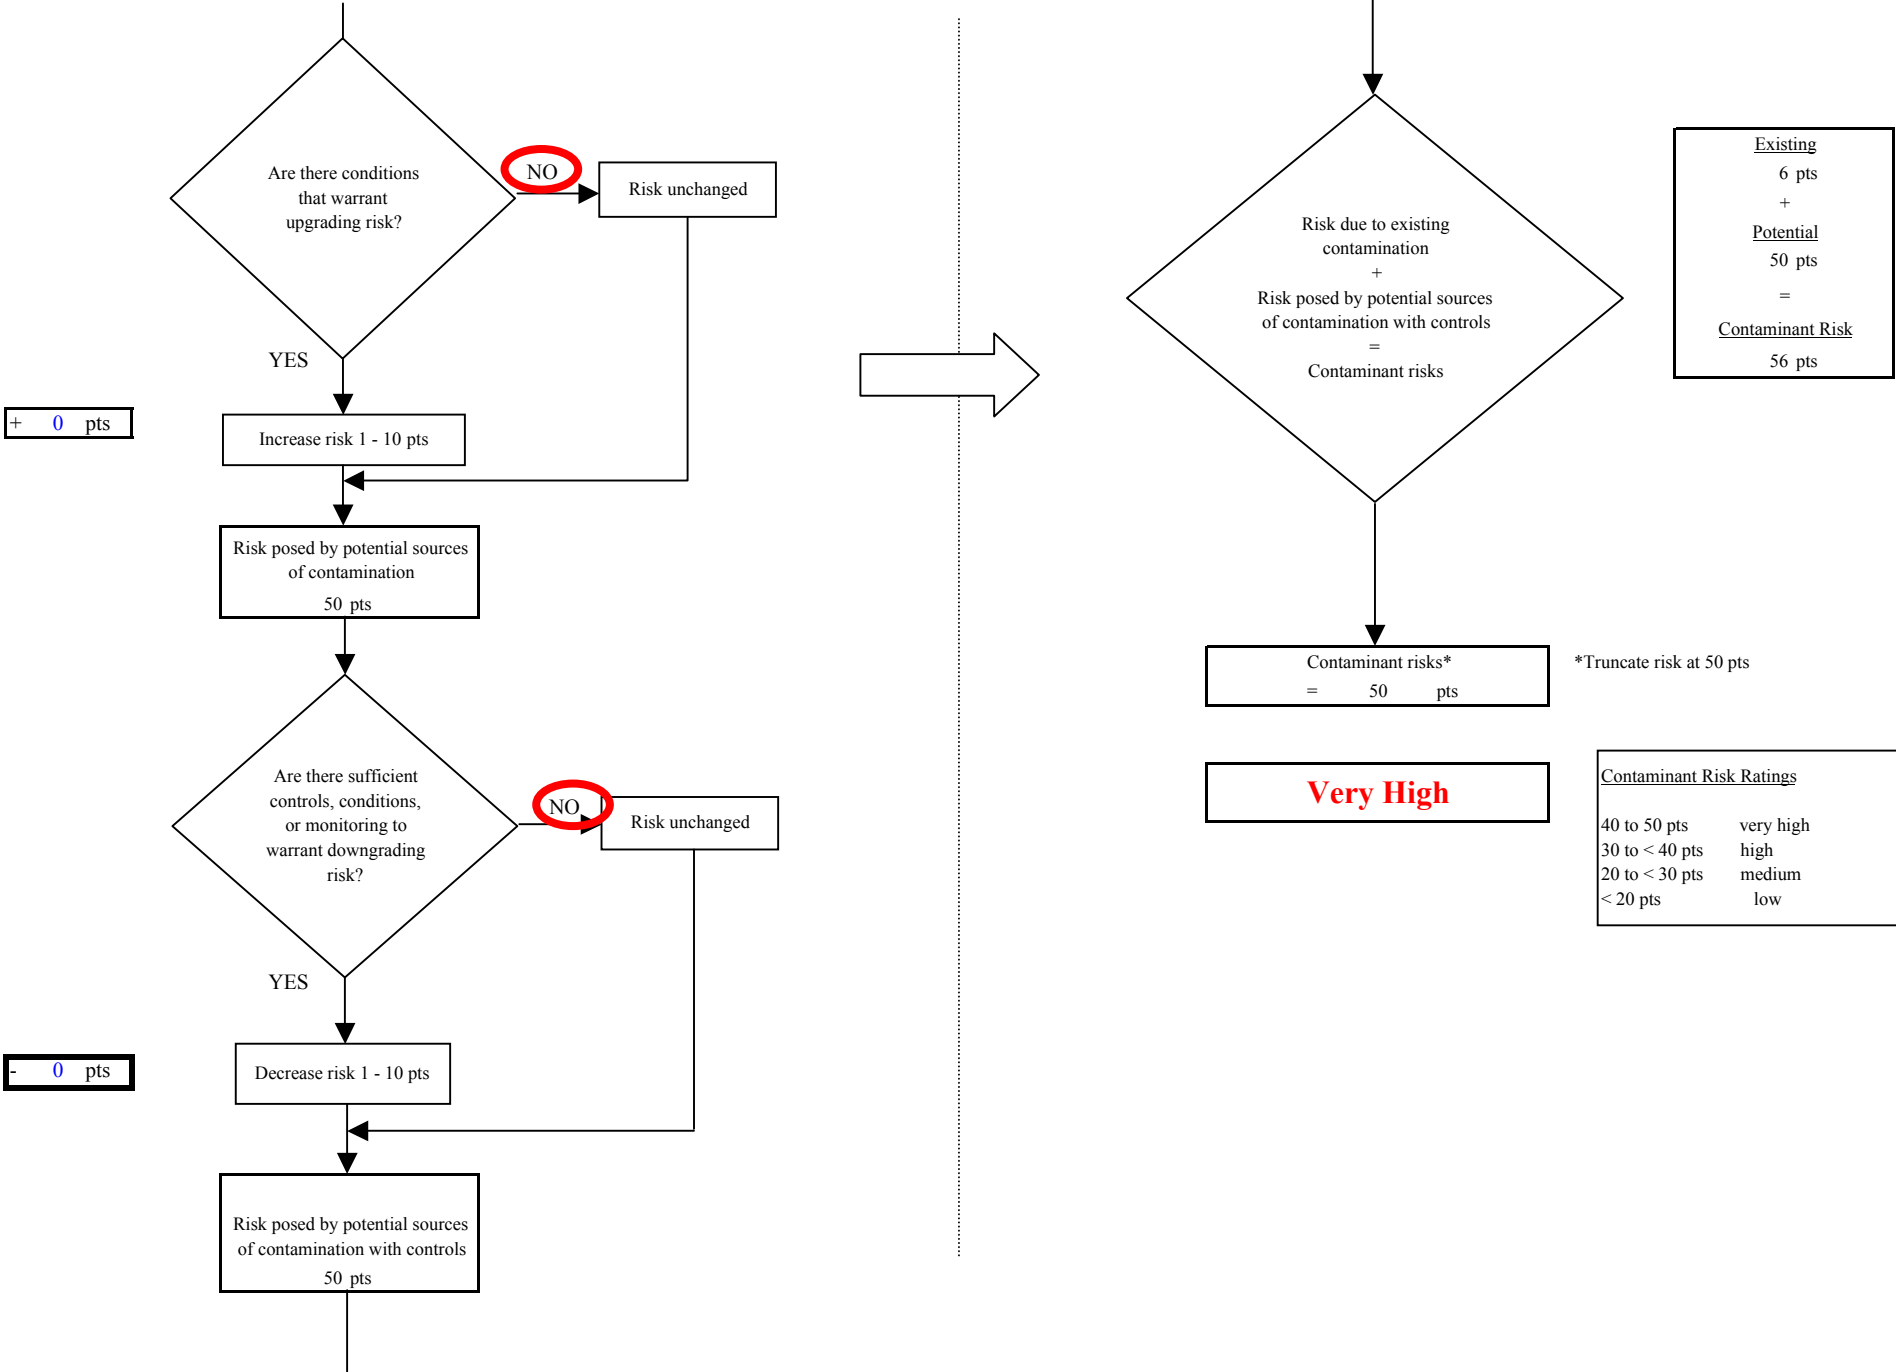 Are there conditions
that warrant
upgrading risk?
NO
Risk unchanged
YES
+ 0 pts
Increase risk 1 - 10 pts
Risk posed by potential sources
of contamination
50 pts
Are there sufficient
controls, conditions,
or monitoring to
warrant downgrading
risk?
NO
Risk unchanged
YES
- 0 pts
Decrease risk 1 - 10 pts
Risk posed by potential sources
of contamination with controls
50 pts
Risk due to existing
contamination
+
Risk posed by potential sources
of contamination with controls
=
Contaminant risks
Existing
6 pts
+
Potential
50 pts
=
Contaminant Risk
56 pts
Contaminant risks*
= 50 pts
*Truncate risk at 50 pts
Very High
Contaminant Risk Ratings
40 to 50 pts very high
30 to < 40 pts high
20 to < 30 pts medium
< 20 pts low